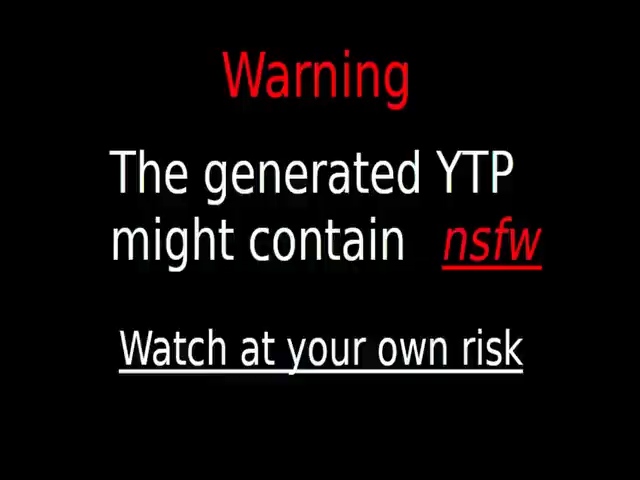 Warning
The generated YTP
might contain nsfw
Watch at your own risk